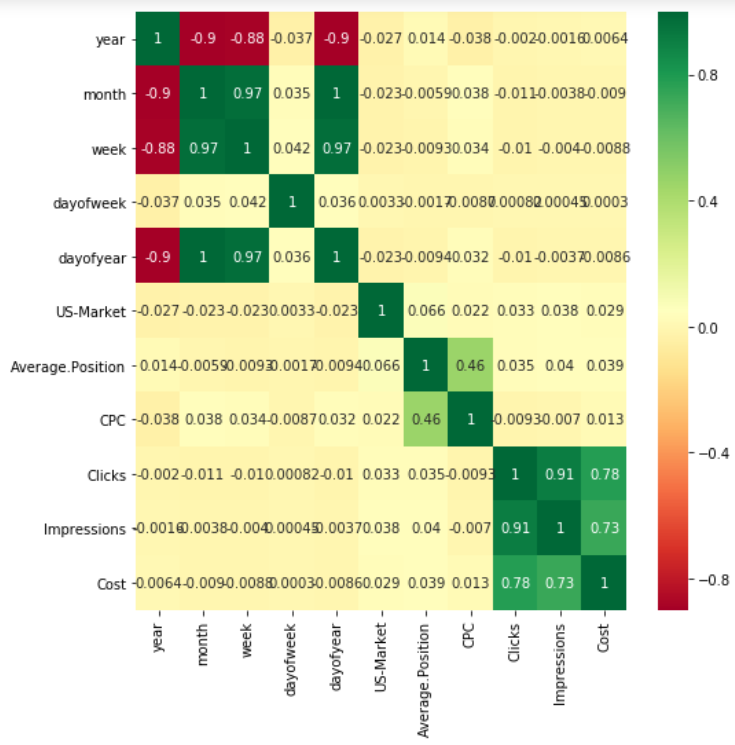 year 1 -0.9 -0.88 -0.037 -0.9 -0.027 0.014 -0.038 -0.002 -0.0016 0.0064
0.8
month -0.9 1 0.97 0.035 1 -0.023 -0.0059 0.038 -0.011 -0.0038 -0.009
week -0.88 0.97 1 0.042 0.97 -0.023 -0.0093 0.034 -0.01 -0.004 -0.0088
dayofweek -0.037 0.035 0.042 1 0.036 0.0033 -0.0017 -0.0087 0.00082 0.00045 0.0003
0.4
dayofyear -0.9 1 0.97 0.036 1 -0.023 -0.0094 0.032 -0.01 -0.0037 -0.0086
US-Market -0.027 -0.023 -0.023 0.0033 -0.023 1 0.066 0.022 0.033 0.038 0.029
0.0
Average.Position 0.014 -0.0059 -0.0093 -0.0017 -0.0094 0.066 1 0.46 0.035 0.04 0.039
CPC -0.038 0.038 0.034 -0.0087 0.032 0.022 0.46 1 -0.0093 -0.007 0.013
−0.4
Clicks -0.002 -0.011 -0.01 0.00082 -0.01 0.033 0.035 -0.0093 1 0.91 0.78
Impressions -0.0016 -0.0038 -0.004 0.00045 -0.0037 0.038 0.04 -0.007 0.91 1 0.73
Cost 0.0064 -0.009 -0.0088 0.0003 -0.0086 0.029 0.039 0.013 0.78 0.73 1
−0.8
year
month
week
dayofweek
dayofyear
US-Market
Average.Position
CPC
Clicks
Impressions
Cost